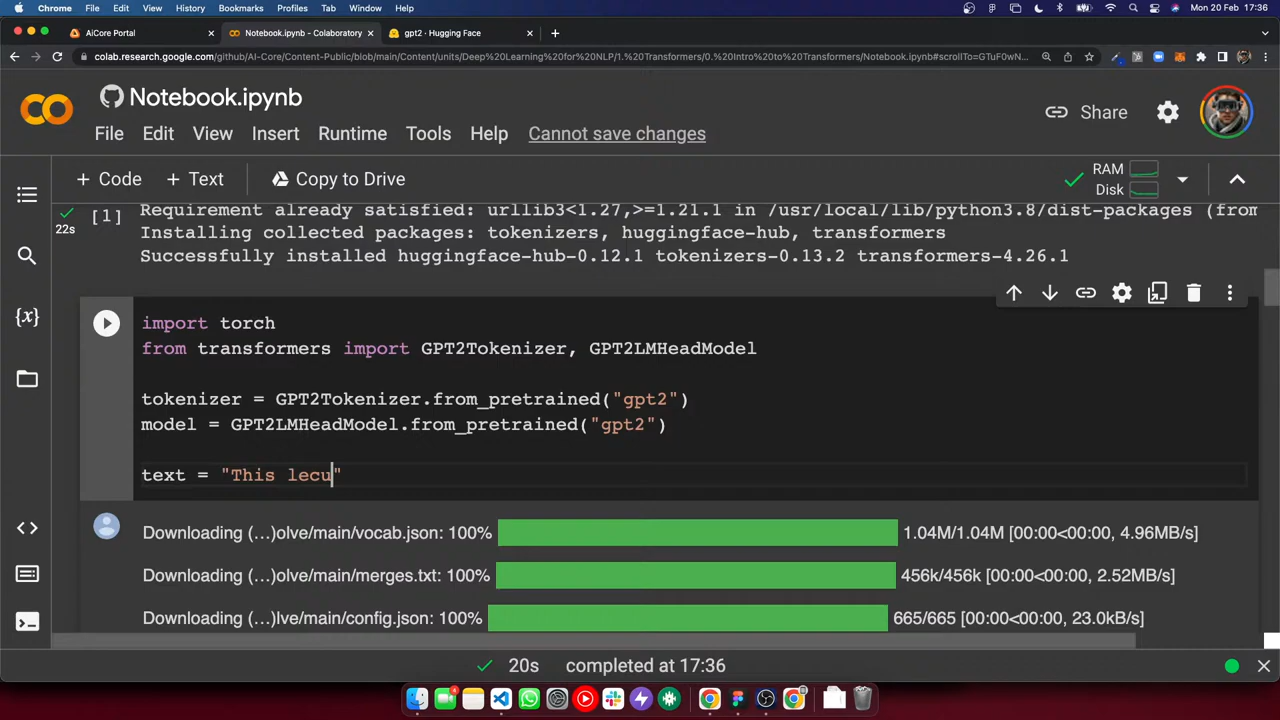 Chrome File Edit View History Bookmarks Profiles Tab Window Help Mon 20 Feb 17:36
AiCore Portal Notebook.ipynb - Colaboratory gpt2 · Hugging Face
colab.research.google.com/github/AI-Core/Content-Public/blob/main/Content/units/Deep%20Learning%20for%20NLP/1.%20Transformers/0.%20Intro%20to%20Transformers/Notebook.ipynb#scrollTo=GTuF0wN...
Notebook.ipynb
Share
File Edit View Insert Runtime Tools Help Cannot save changes
+ Code + Text Copy to Drive
RAM
Disk
[1] Requirement already satisfied: urllib3<1.27,>=1.21.1 in /usr/local/lib/python3.8/dist-packages (from
22s
Installing collected packages: tokenizers, huggingface-hub, transformers
Successfully installed huggingface-hub-0.12.1 tokenizers-0.13.2 transformers-4.26.1
import torch
from transformers import GPT2Tokenizer, GPT2LMHeadModel
tokenizer = GPT2Tokenizer.from_pretrained("gpt2")
model = GPT2LMHeadModel.from_pretrained("gpt2")
text = "This lecu"
Downloading (…)olve/main/vocab.json: 100% 1.04M/1.04M [00:00<00:00, 4.96MB/s]
Downloading (…)olve/main/merges.txt: 100% 456k/456k [00:00<00:00, 2.52MB/s]
Downloading (…)lve/main/config.json: 100% 665/665 [00:00<00:00, 23.0kB/s]
20s completed at 17:36